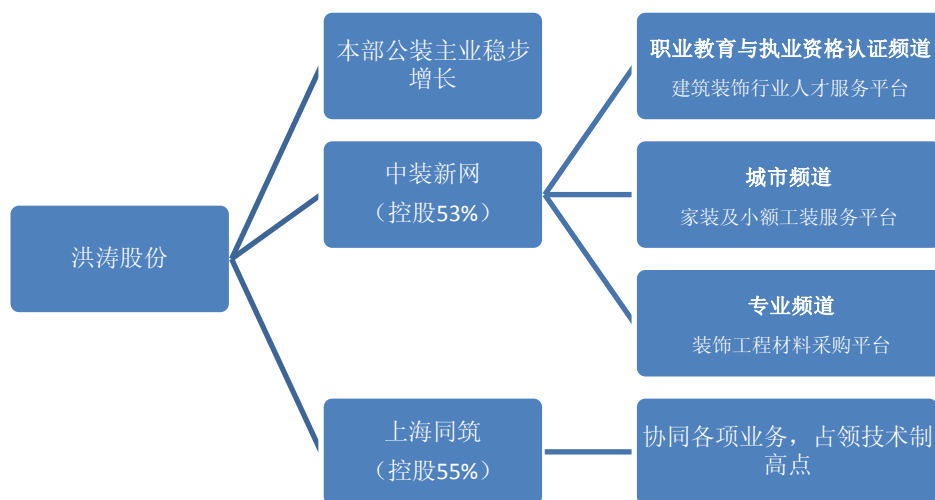 洪涛股份
本部公装主业稳步
增长
中装新网
（控股53%）
上海同筑
（控股55%）
职业教育与执业资格认证频道
建筑装饰行业人才服务平台
城市频道
家装及小额工装服务平台
专业频道
装饰工程材料采购平台
协同各项业务，占领技术制
高点